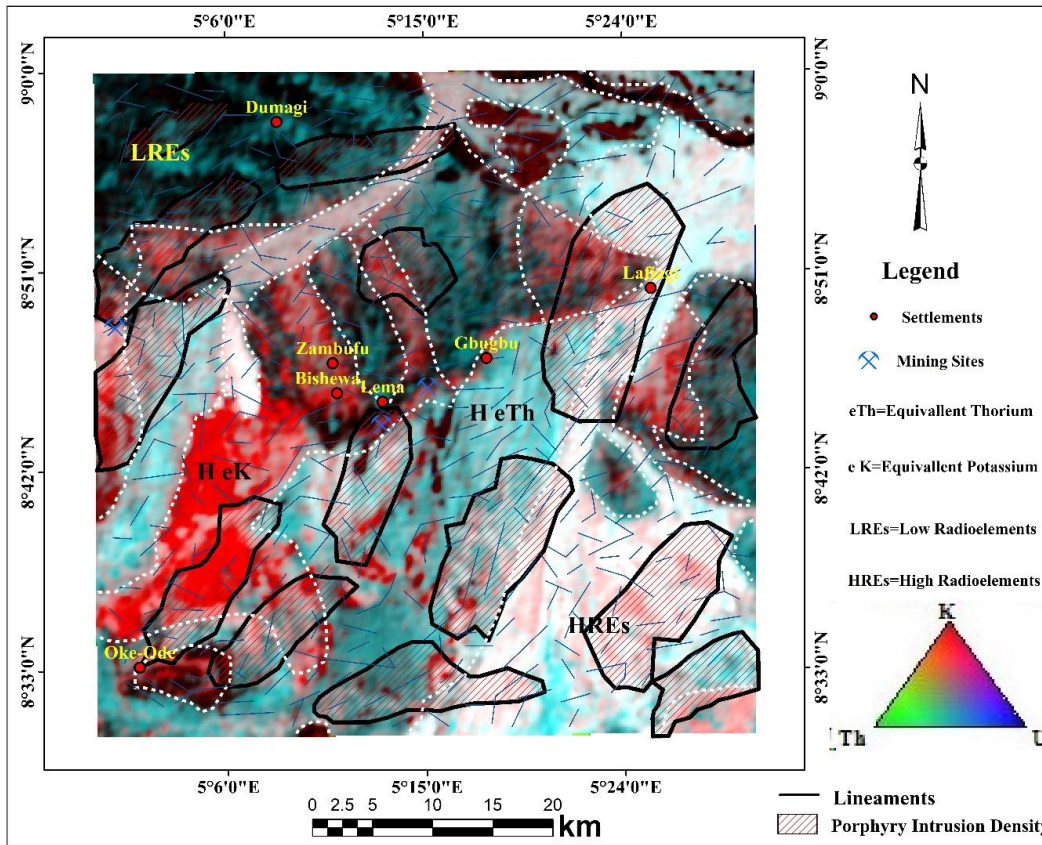 5°6'0"E
5°15'0"E
5°24'0"E
9°0'0"N
9°0'0"N
N
Dumagi
LREs
8°51'0"N
8°51'0"N
Legend
Lafiagi
Settlements
Zambufu
Gbugbu
Mining Sites
Bishewa
Lema
H eTh
eTh=Equivallent Thorium
H eK
8°42'0"N
8°42'0"N
e K=Equivallent Potassium
LREs=Low Radioelements
HREs=High Radioelements
K
HREs
Oke-Ode
8°33'0"N
8°33'0"N
Th
U
5°6'0"E
5°15'0"E
5°24'0"E
0 2.5 5 10 15 20
km
Lineaments
Porphyry Intrusion Density